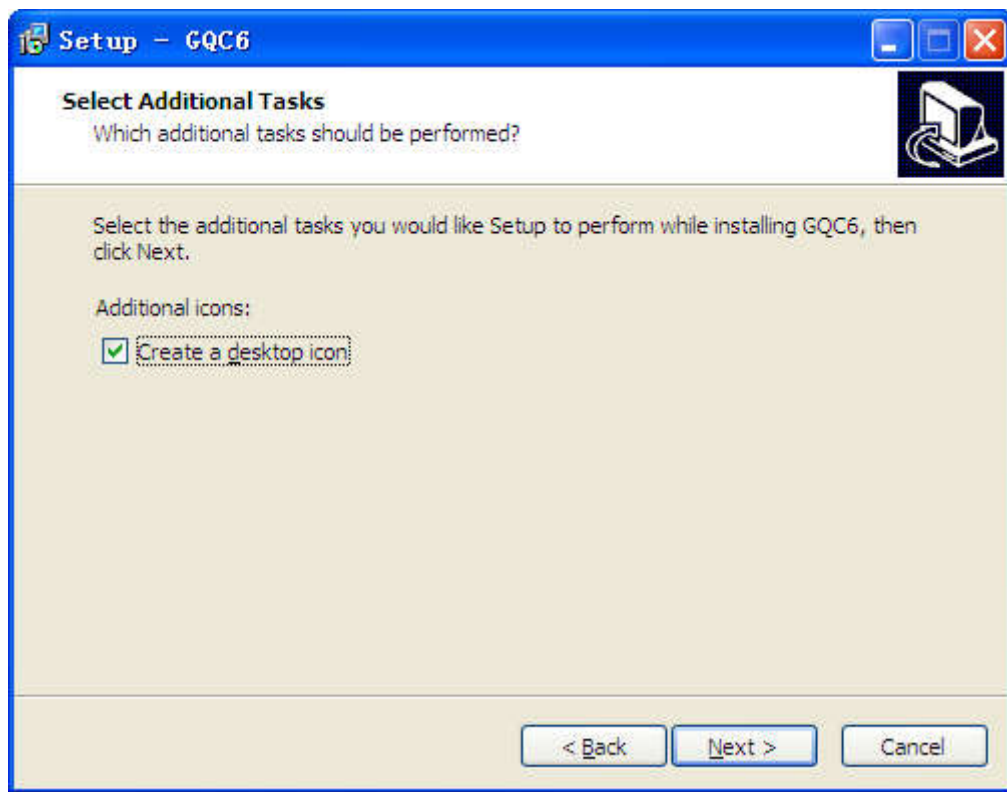 Setup - GQC6
Select Additional Tasks
Which additional tasks should be performed?
Select the additional tasks you would like Setup to perform while installing GQC6, then
click Next.
Additional icons:
Create a desktop icon
< Back Next > Cancel